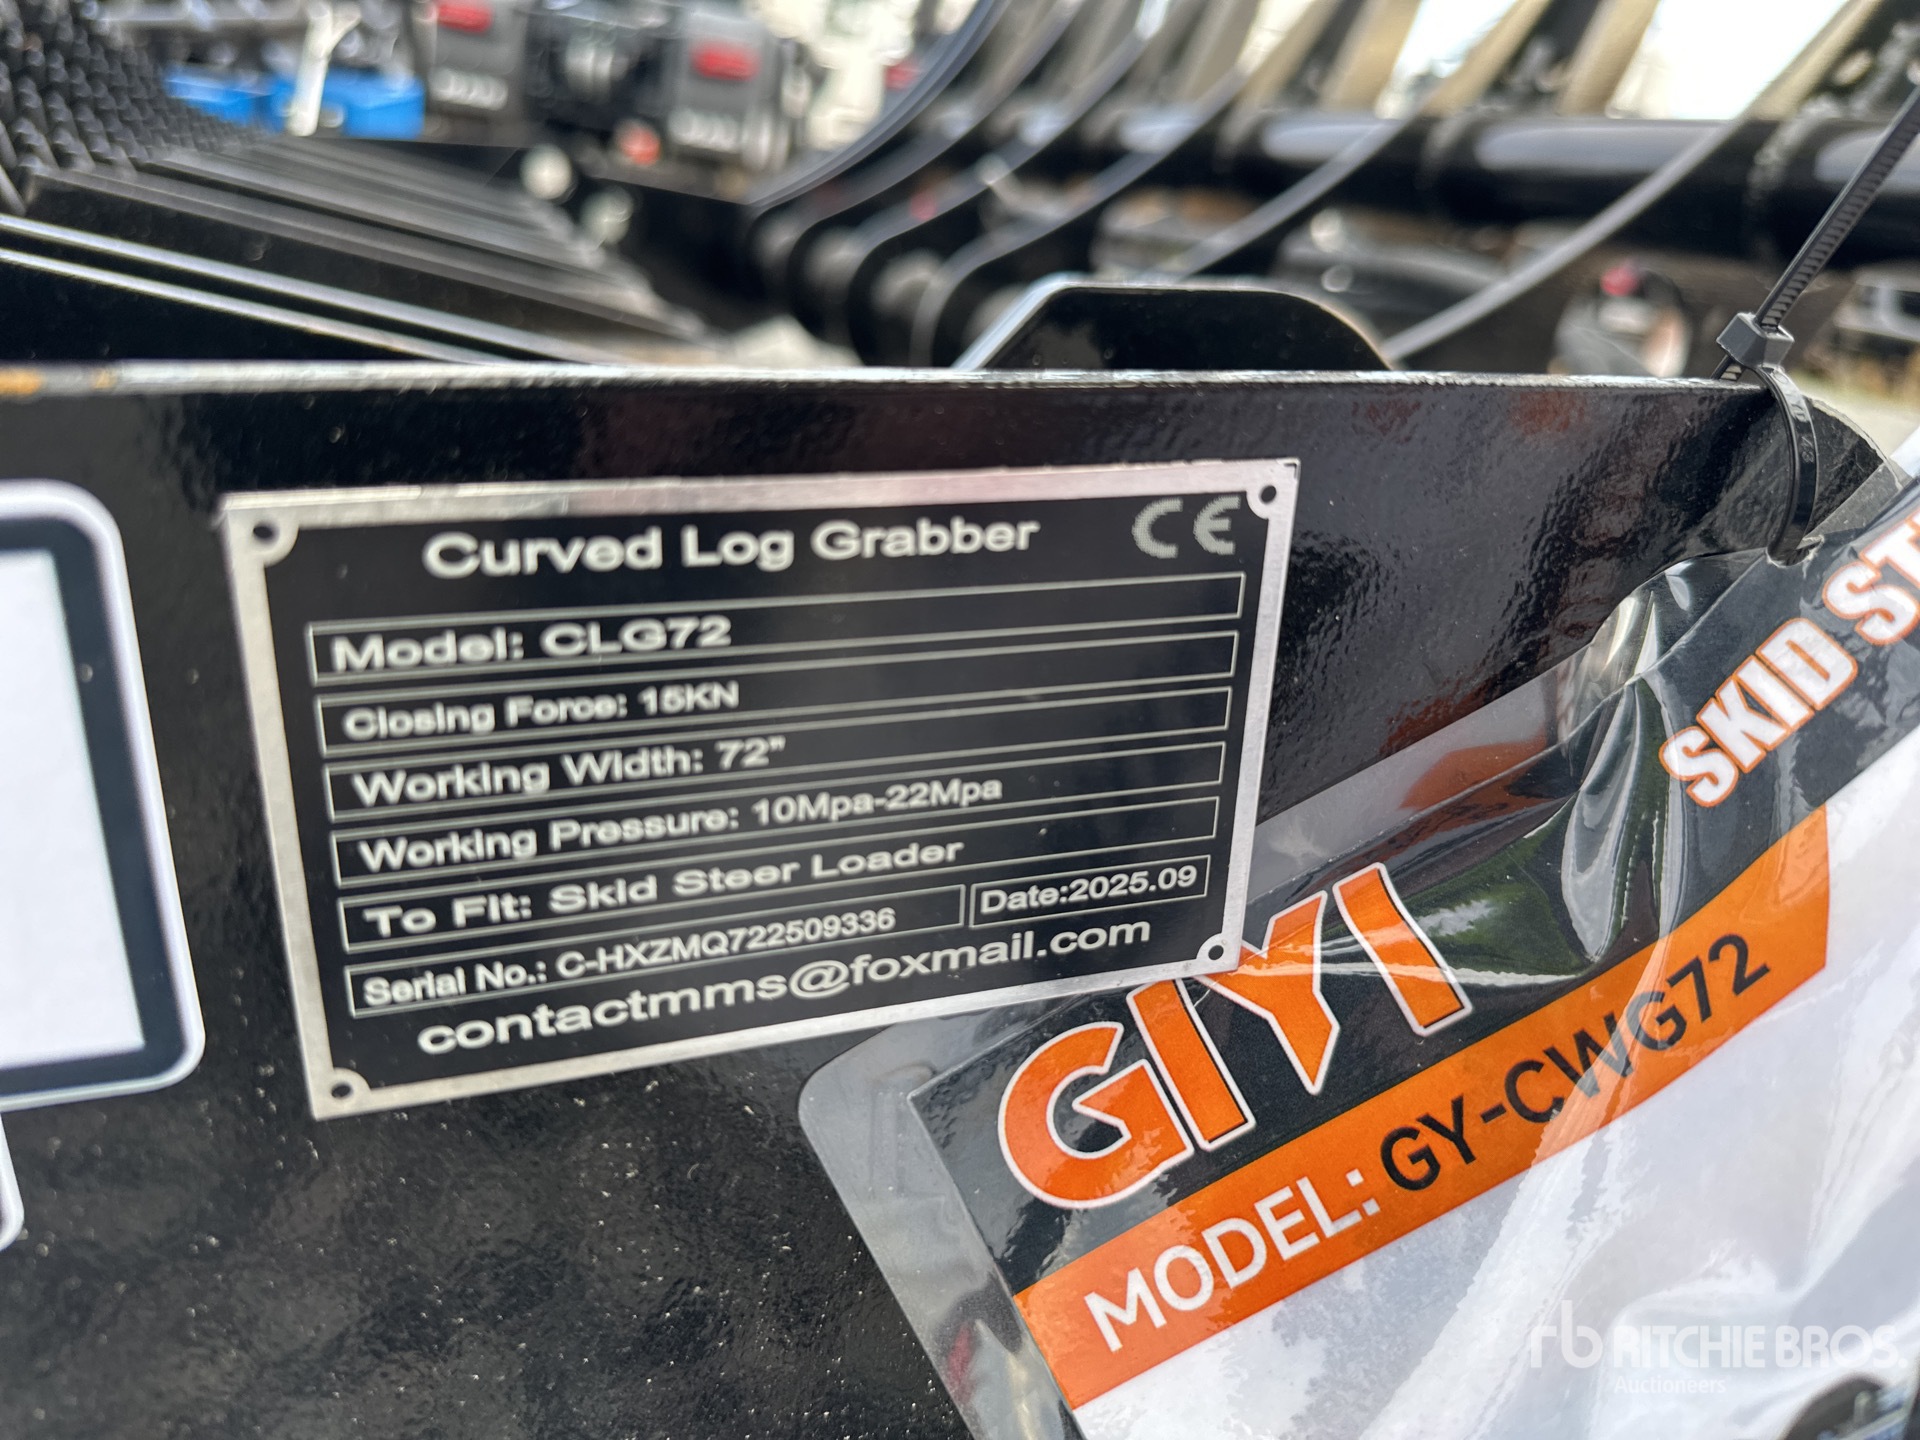 Curved Log Grabber CE
Model: CLG72
Closing Force: 15KN
Working Width: 72"
Working Pressure: 10Mpa-22Mpa
To Fit: Skid Steer Loader
Serial No.: C-HXZMQ722509336 Date:2025.09
contactmms@foxmail.com
SKID ST
GIYI
MODEL: GY-CWG72
rb RITCHIE BROS.
Auctioneers